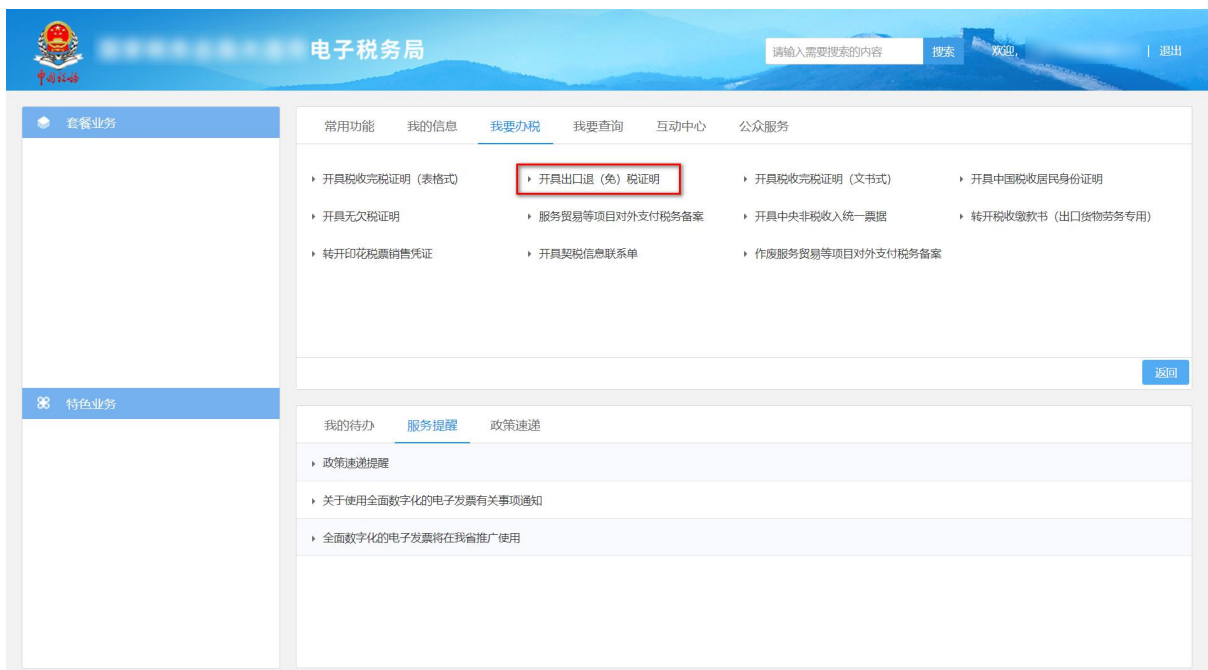 电子税务局
请输入需要搜索的内容 搜索 欢迎, | 退出
中国税务
套餐业务
常用功能 我的信息 我要办税 我要查询 互动中心 公众服务
开具税收完税证明（表格式） 开具出口退（免）税证明 开具税收完税证明（文书式） 开具中国税收居民身份证明
开具无欠税证明 服务贸易等项目对外支付税务备案 开具中央非税收入统一票据 转开税收缴款书（出口货物劳务专用）
转开印花税票销售凭证 开具契税信息联系单 作废服务贸易等项目对外支付税务备案
返回
特色业务
我的待办 服务提醒 政策速递
政策速递提醒
关于使用全面数字化的电子发票有关事项通知
全面数字化的电子发票将在我省推广使用